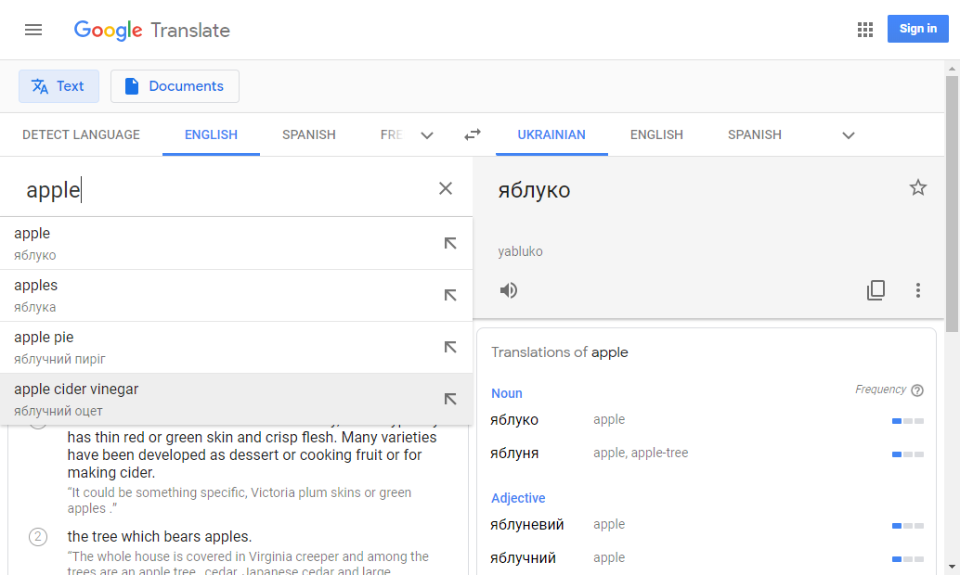 Google Translate
Sign in
Text
Documents
DETECT LANGUAGE
ENGLISH
SPANISH
UKRAINIAN
ENGLISH
SPANISH
apple
apple
яблуко
apples
яблука
apple pie
яблучний пиріг
apple cider vinegar
яблучний оцет
has thin red or green skin and crisp flesh. Many varieties
have been developed as dessert or cooking fruit or for
making cider.
“It could be something specific, Victoria plum skins or green
apples .”
2
the tree which bears apples.
“The whole house is covered in Virginia creeper and among the
trees are an apple tree , cedar, Japanese cedar and large
яблуко
yabluko
Translations of apple
Noun
Frequency
яблуко apple
яблуня apple, apple-tree
Adjective
яблуневий apple
яблучний apple